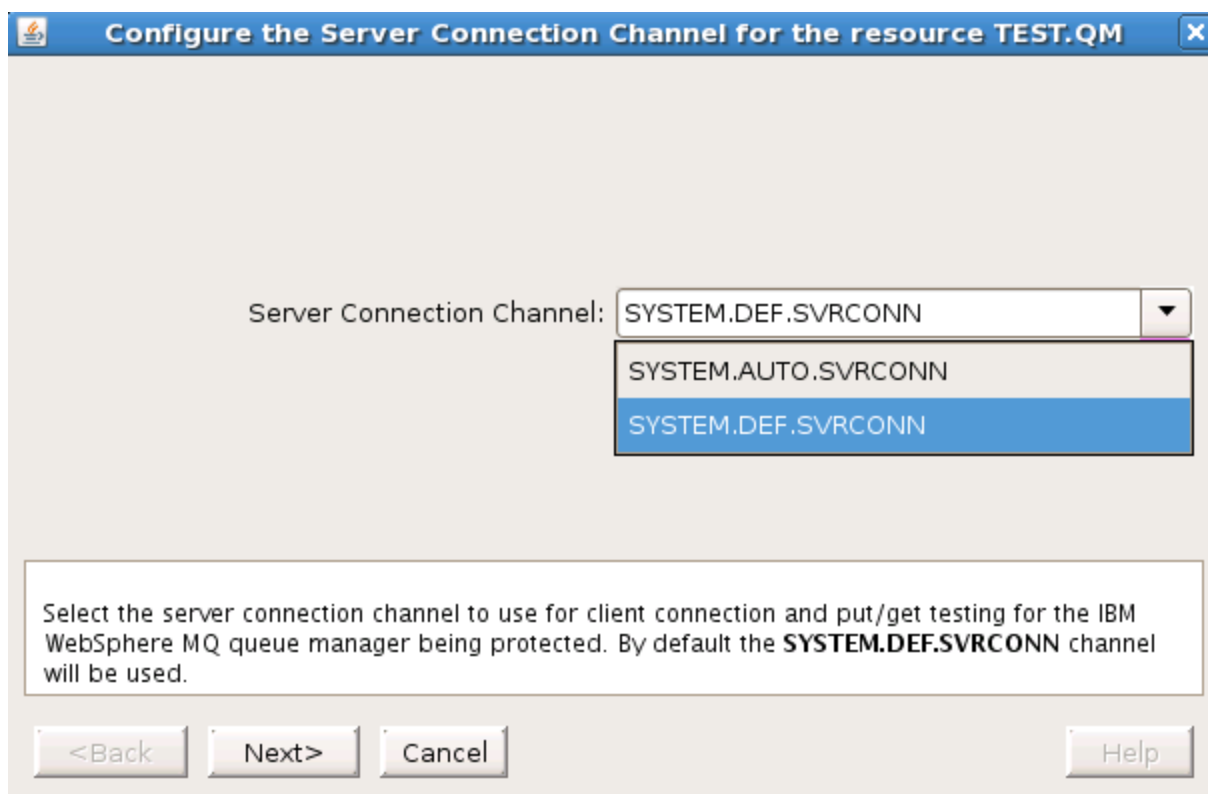 Configure the Server Connection Channel for the resource TEST.QM
Server Connection Channel: SYSTEM.DEF.SVRCONN
SYSTEM.AUTO.SVRCONN
SYSTEM.DEF.SVRCONN
Select the server connection channel to use for client connection and put/get testing for the IBM
WebSphere MQ queue manager being protected. By default the SYSTEM.DEF.SVRCONN channel
will be used.
<Back Next> Cancel Help